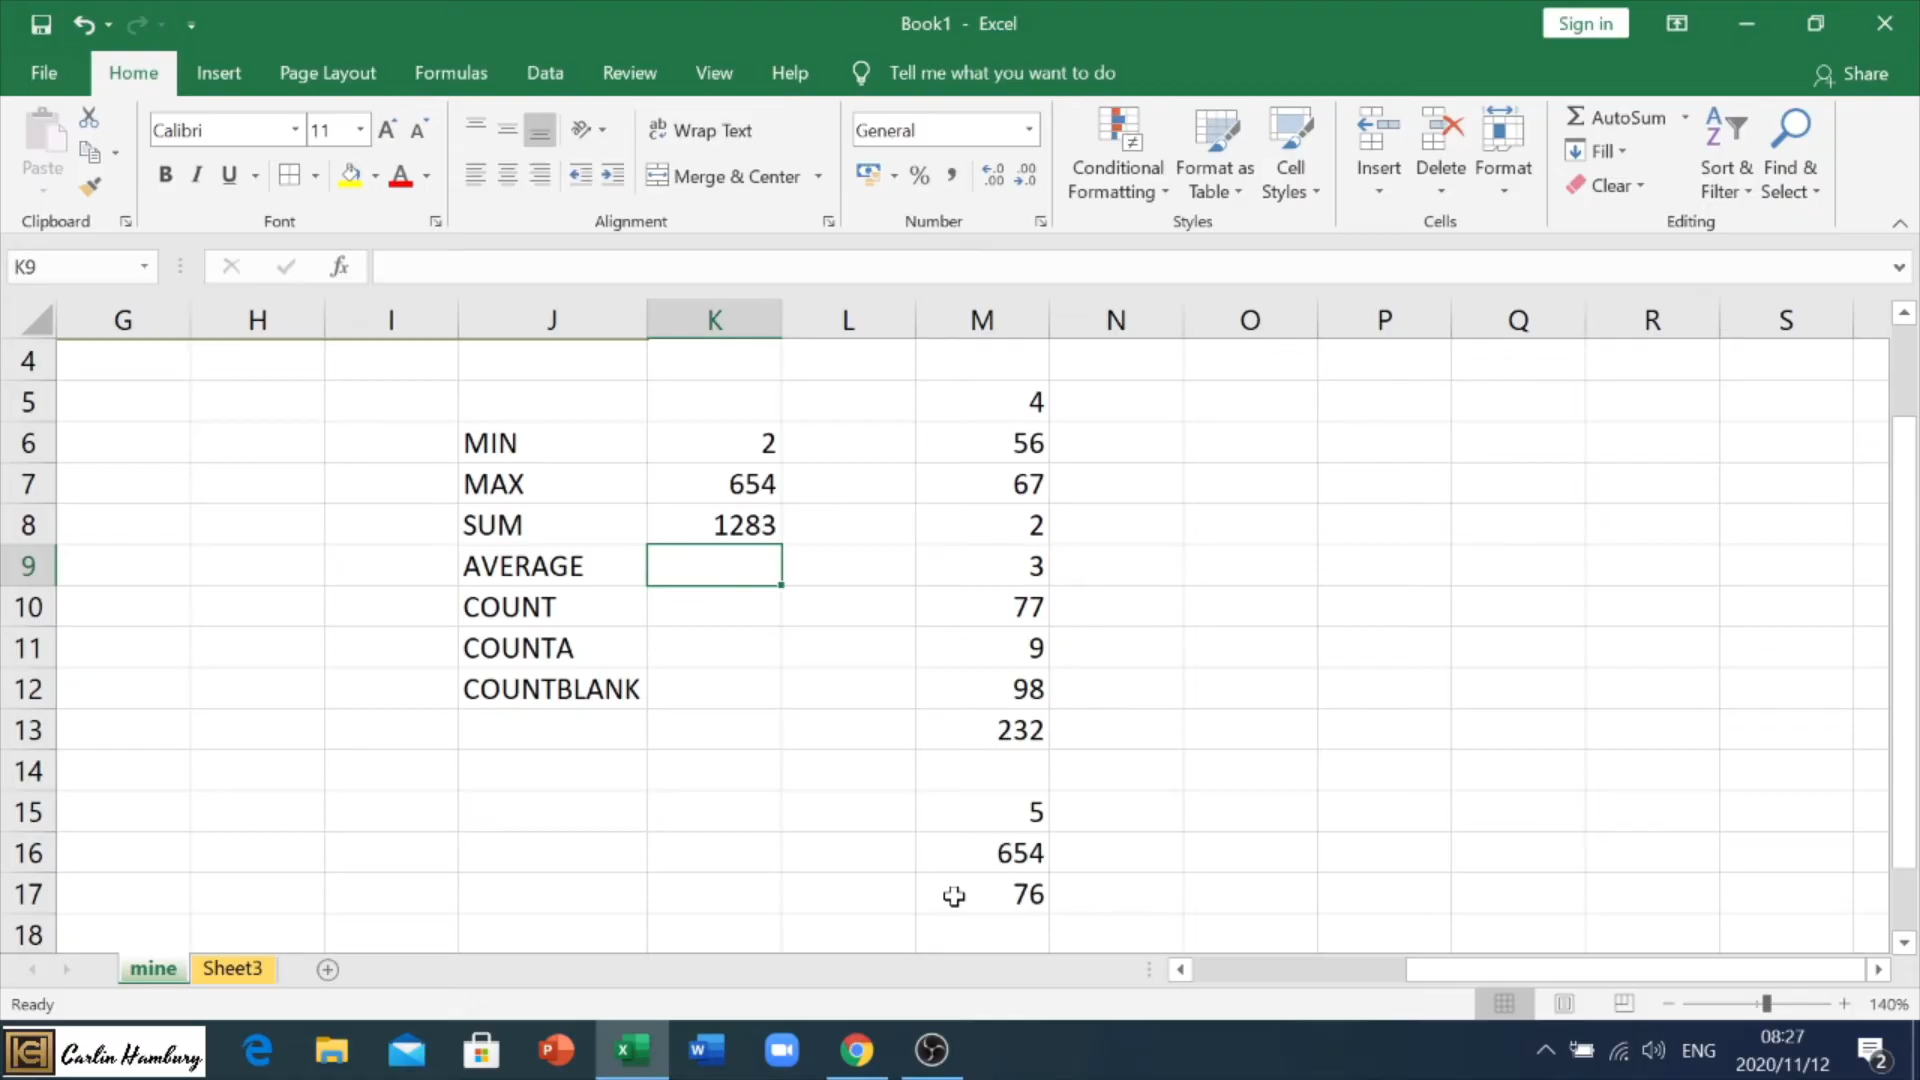 Book1 - Excel
Sign in
File Home Insert Page Layout Formulas Data Review View Help Tell me what you want to do Share
Paste
Clipboard
Calibri 11
B I U
Font
Wrap Text
Merge & Center
Alignment
General
% , .00
Number
Conditional Formatting
Format as Table
Cell Styles
Styles
Insert Delete Format
Cells
AutoSum
Fill
Clear
Sort & Filter
Find & Select
Editing
K9 fx
G H I J K L M N O P Q R S
4
5 4
6 MIN 2 56
7 MAX 654 67
8 SUM 1283 2
9 AVERAGE 3
10 COUNT 77
11 COUNTA 9
12 COUNTBLANK 98
13 232
14
15 5
16 654
17 76
18
mine Sheet3
Ready 140%
Carlin Hambury
ENG
08:27
2020/11/12
2